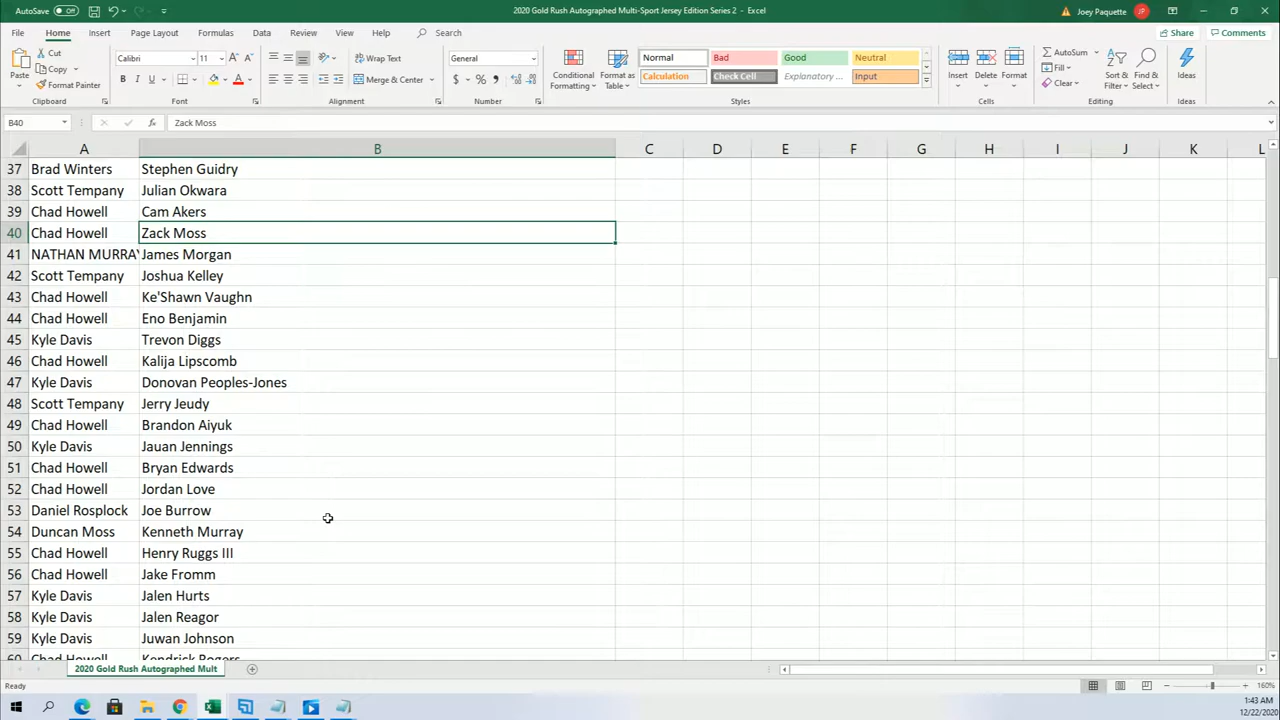 AutoSave Off 2020 Gold Rush Autographed Multi-Sport Jersey Edition Series 2 - Excel Joey Paquette JP
File Home Insert Page Layout Formulas Data Review View Help Search Share Comments
Paste Cut Copy Format Painter
Calibri 11 B I U
Wrap Text Merge & Center
General $ % ,
Conditional Formatting Format as Table
Normal Bad Good Neutral
Calculation Check Cell Explanatory ... Input
Insert Delete Format
AutoSum Fill Clear Sort & Filter Find & Select Ideas
Clipboard Font Alignment Number Styles Cells Editing Ideas
B40 fx Zack Moss
A B C D E F G H I J K L
37 Brad Winters Stephen Guidry
38 Scott Tempany Julian Okwara
39 Chad Howell Cam Akers
40 Chad Howell Zack Moss
41 NATHAN MURRAY James Morgan
42 Scott Tempany Joshua Kelley
43 Chad Howell Ke'Shawn Vaughn
44 Chad Howell Eno Benjamin
45 Kyle Davis Trevon Diggs
46 Chad Howell Kalija Lipscomb
47 Kyle Davis Donovan Peoples-Jones
48 Scott Tempany Jerry Jeudy
49 Chad Howell Brandon Aiyuk
50 Kyle Davis Jauan Jennings
51 Chad Howell Bryan Edwards
52 Chad Howell Jordan Love
53 Daniel Rosplock Joe Burrow
54 Duncan Moss Kenneth Murray
55 Chad Howell Henry Ruggs III
56 Chad Howell Jake Fromm
57 Kyle Davis Jalen Hurts
58 Kyle Davis Jalen Reagor
59 Kyle Davis Juwan Johnson
60 Chad Howell Kendrick Rogers
2020 Gold Rush Autographed Mult
Ready 160%
1:43 AM
12/22/2020